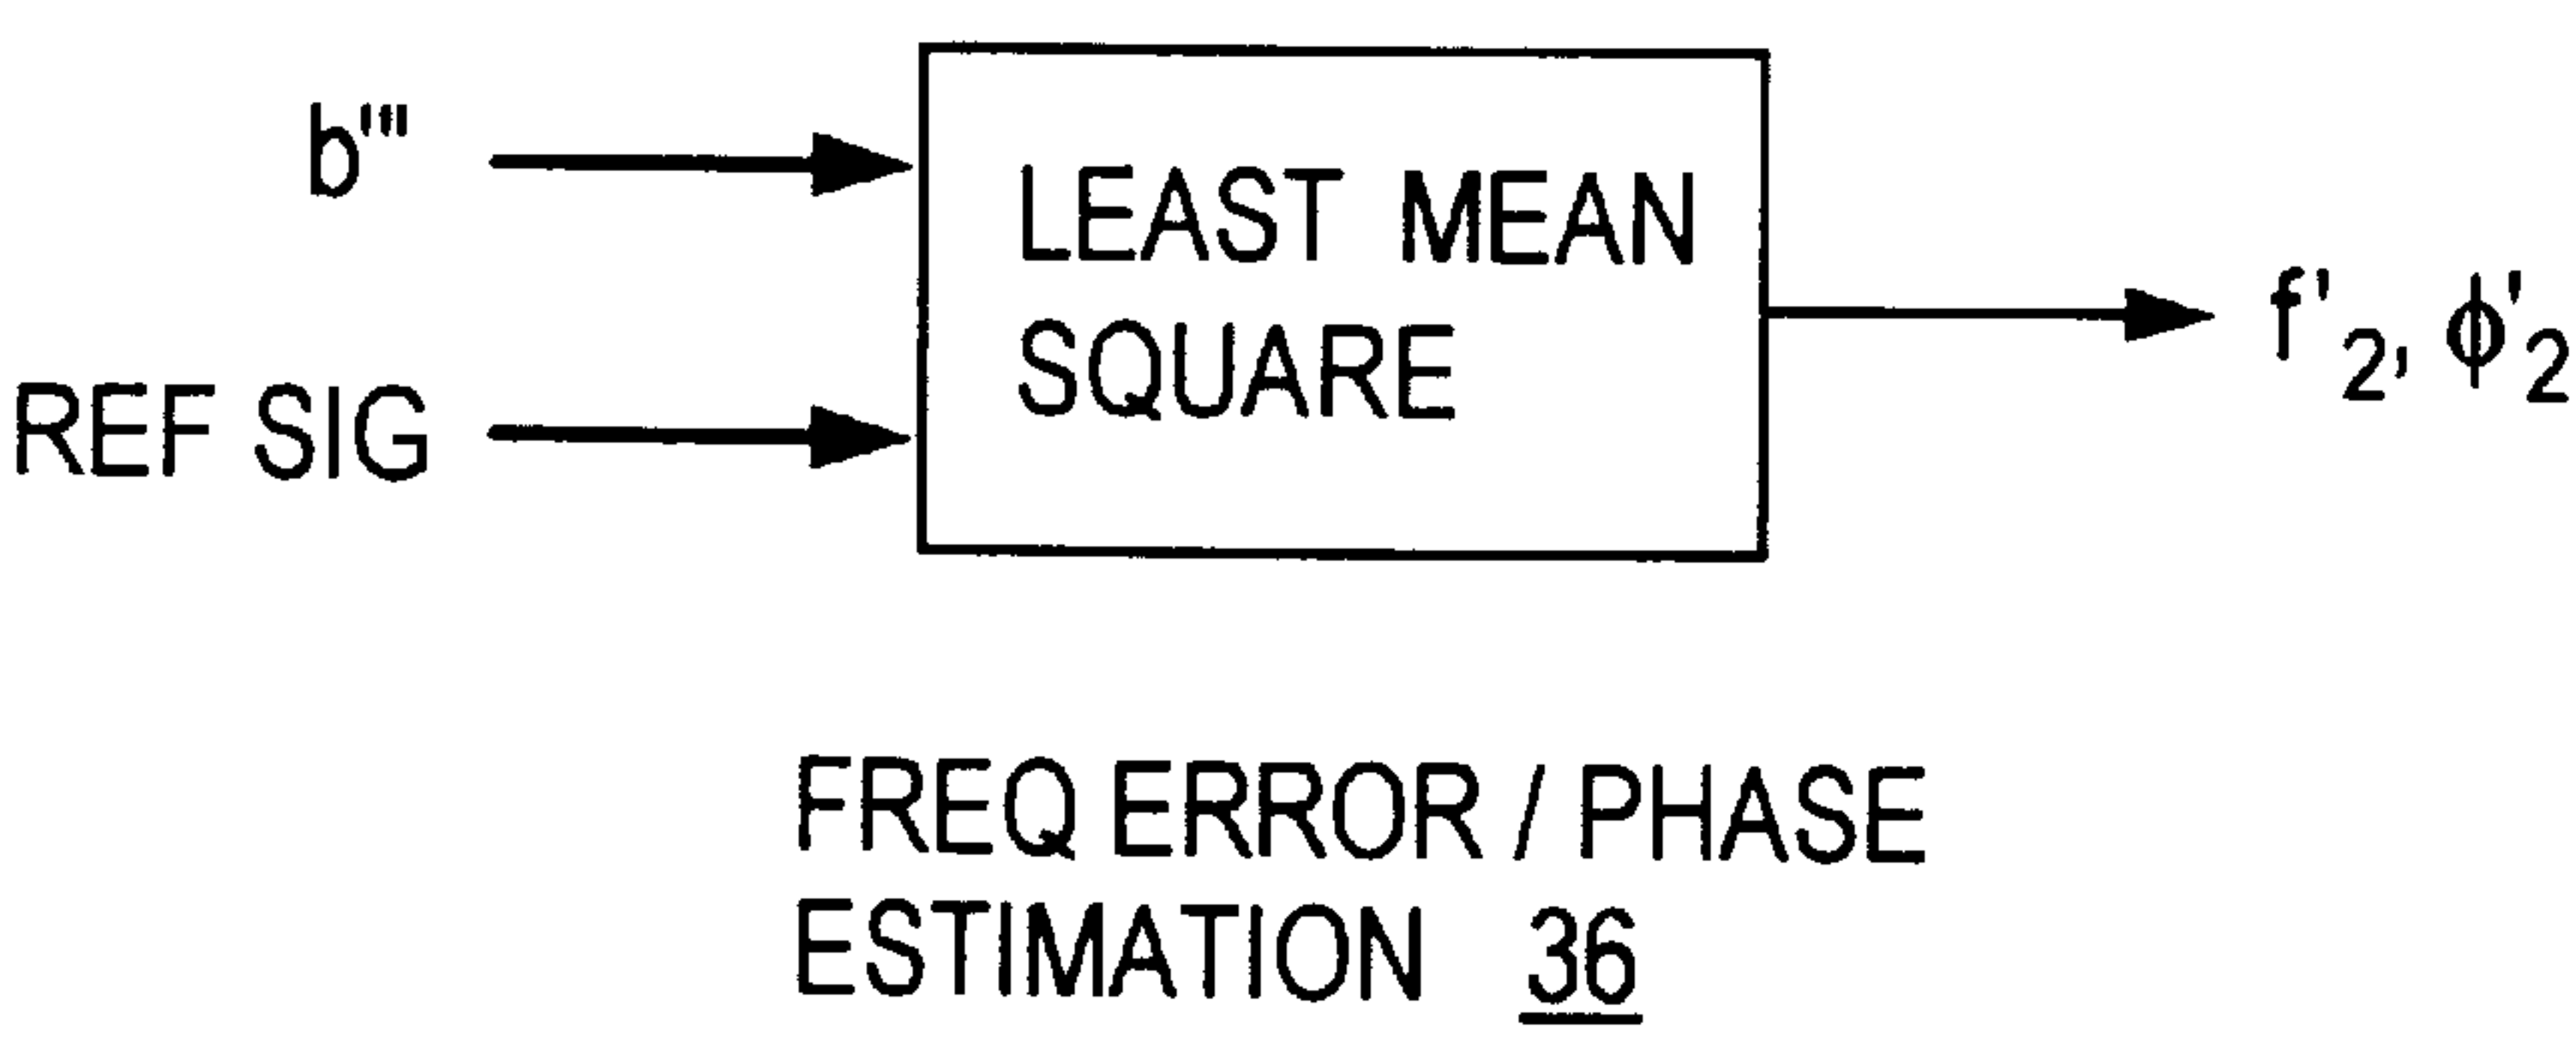 b'''
LEAST MEAN
SQUARE
REF SIG
f'2, ϕ'2
FREQ ERROR / PHASE
ESTIMATION 36